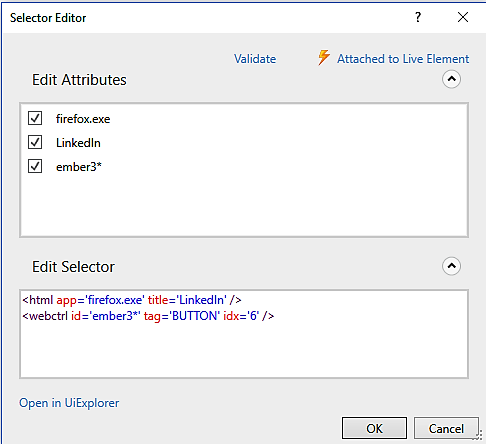 Selector Editor
?
Validate
Attached to Live Element
Edit Attributes
firefox.exe
LinkedIn
ember3*
Edit Selector
<html app='firefox.exe' title='LinkedIn' />
<webctrl id='ember3*' tag='BUTTON' idx='6' />
Open in UiExplorer
OK
Cancel